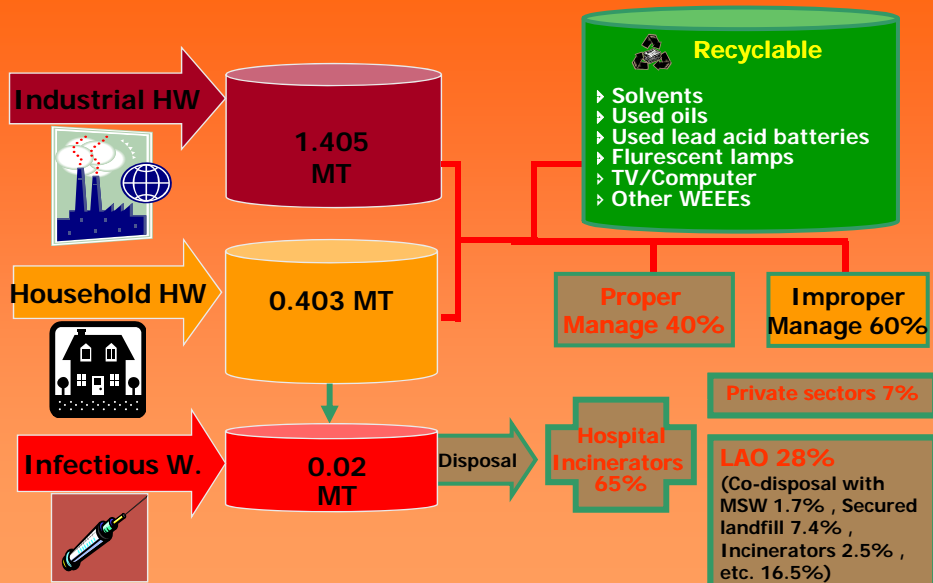 Industrial HW
1.405
MT
Recyclable
Solvents
Used oils
Used lead acid batteries
Flurescent lamps
TV/Computer
Other WEEEs
Household HW
0.403 MT
Proper
Manage 40%
Improper
Manage 60%
Infectious W.
0.02
MT
Disposal
Hospital
Incinerators
65%
Private sectors 7%
LAO 28%
(Co-disposal with
MSW 1.7% , Secured
landfill 7.4% ,
Incinerators 2.5% ,
etc. 16.5%)